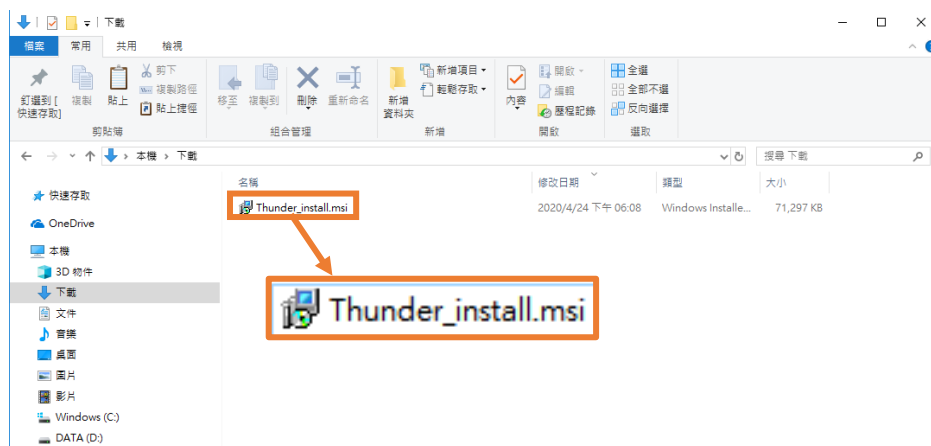 下載
檔案 常用 共用 檢視
釘選到 [快速存取]
複製
貼上
剪下
複製路徑
貼上捷徑
移至
複製到
刪除
重新命名
新增資料夾
新增項目
輕鬆存取
內容
開啟
編輯
歷程記錄
全選
全部不選
反向選擇
剪貼簿 組合管理 新增 開啟 選取
本機 › 下載
搜尋 下載
名稱 修改日期 類型 大小
Thunder_install.msi 2020/4/24 下午 06:08 Windows Installe... 71,297 KB
Thunder_install.msi
快速存取
OneDrive
本機
3D 物件
下載
文件
音樂
桌面
圖片
影片
Windows (C:)
DATA (D:)